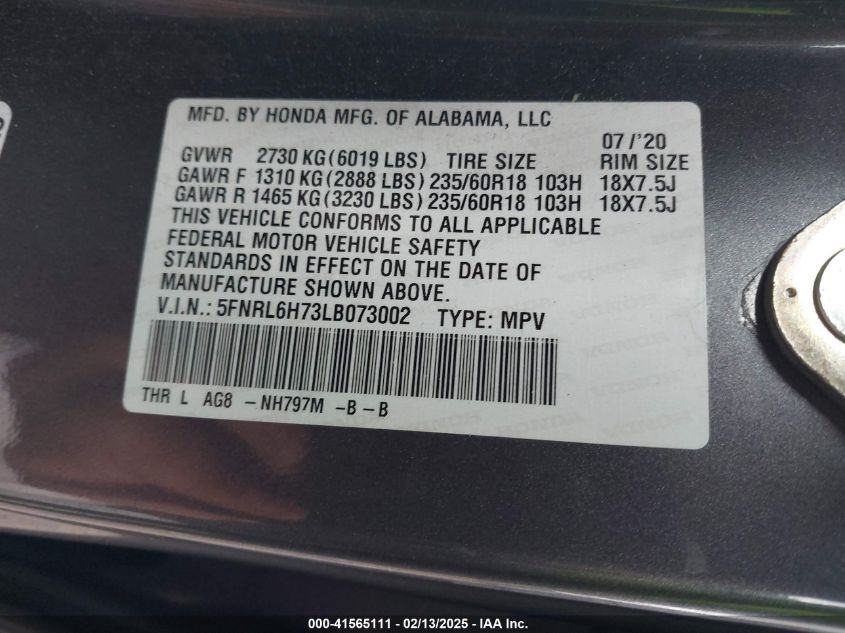 MFD. BY HONDA MFG. OF ALABAMA, LLC
07/'20
GVWR 2730 KG(6019 LBS) TIRE SIZE RIM SIZE
GAWR F 1310 KG(2888 LBS) 235/60R18 103H 18X7.5J
GAWR R 1465 KG(3230 LBS) 235/60R18 103H 18X7.5J
THIS VEHICLE CONFORMS TO ALL APPLICABLE
FEDERAL MOTOR VEHICLE SAFETY
STANDARDS IN EFFECT ON THE DATE OF
MANUFACTURE SHOWN ABOVE.
V.I.N.: 5FNRL6H73LB073002 TYPE: MPV
THR L AG8 -NH797M -B-B
000-41565111 — 02/13/2025 — IAA Inc.